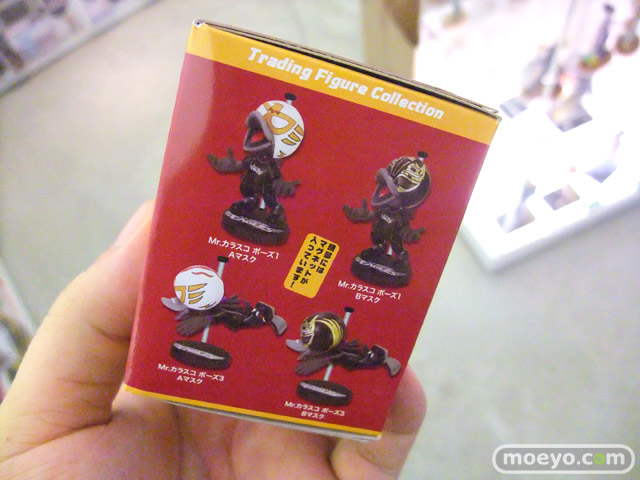 Trading Figure Collection
Mr.カラスコ ポーズ1
Aマスク
Mr.カラスコ ポーズ1
Bマスク
頭部には
マグネットが
入っています!
Mr.カラスコ ポーズ3
Aマスク
Mr.カラスコ ポーズ3
Bマスク
moeyo.com